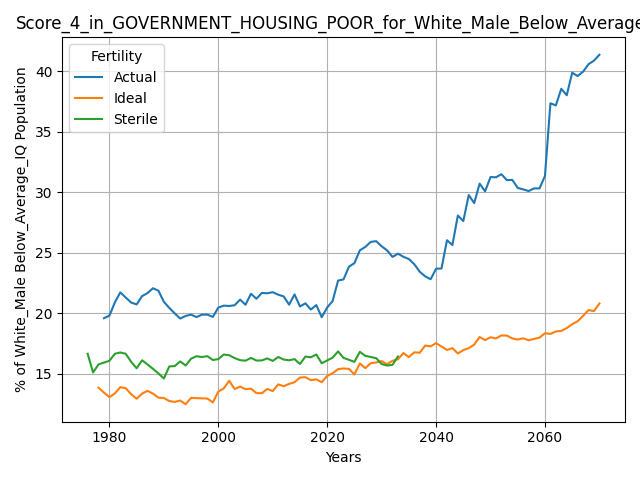 Score_4_in_GOVERNMENT_HOUSING_POOR_for_White_Male_Below_Average
Fertility
Actual
Ideal
Sterile
% of White_Male Below_Average_IQ Population
40
35
30
25
20
15
1980
2000
2020
2040
2060
Years